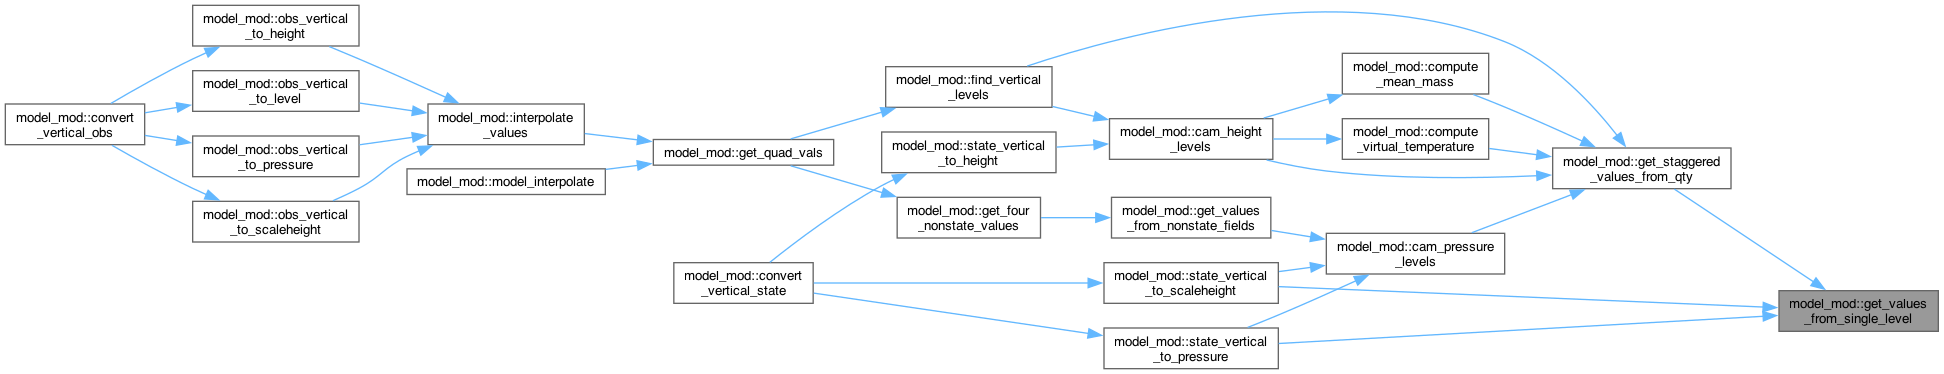 model_mod::obs_vertical
_to_height
model_mod::obs_vertical
_to_level
model_mod::convert
_vertical_obs
model_mod::obs_vertical
_to_pressure
model_mod::obs_vertical
_to_scaleheight
model_mod::interpolate
_values
model_mod::model_interpolate
model_mod::get_quad_vals
model_mod::convert
_vertical_state
model_mod::find_vertical
_levels
model_mod::state_vertical
_to_height
model_mod::get_four
_nonstate_values
model_mod::cam_height
_levels
model_mod::get_values
_from_nonstate_fields
model_mod::state_vertical
_to_scaleheight
model_mod::state_vertical
_to_pressure
model_mod::compute
_mean_mass
model_mod::compute
_virtual_temperature
model_mod::cam_pressure
_levels
model_mod::get_staggered
_values_from_qty
model_mod::get_values
_from_single_level